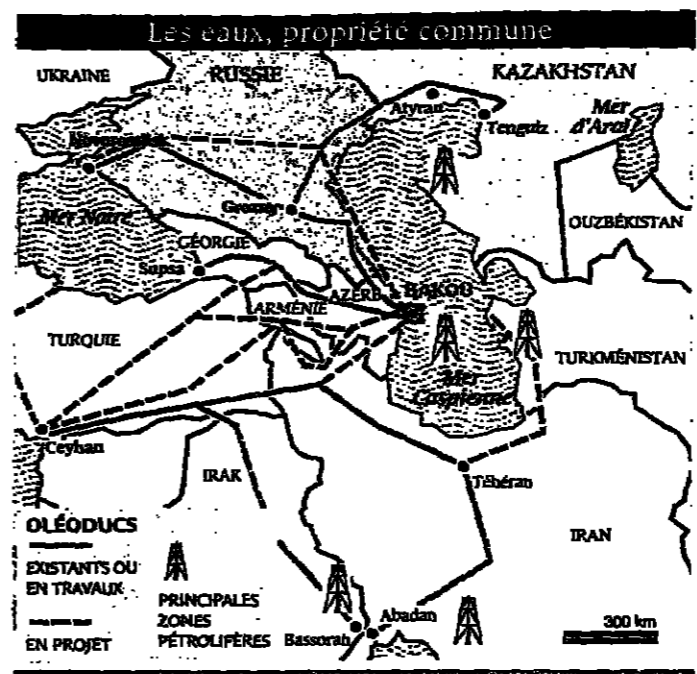 Les eaux, propriété commune
UKRAINE
RUSSIE
KAZAKHSTAN
Atyrau
Tenguiz
Mer
d'Aral
Mer Noire
Grozny
OUZBÉKISTAN
GÉORGIE
Supsa
AZERB
BAKOU
ARMÉNIE
TURQUIE
TURKMÉNISTAN
Mer
Caspienne
Ceyhan
IRAK
Téhéran
IRAN
OLÉODUCS
EXISTANTS OU
EN TRAVAUX
EN PROJET
PRINCIPALES
ZONES
PÉTROLIFÈRES
Bassorah
Abadan
300 km